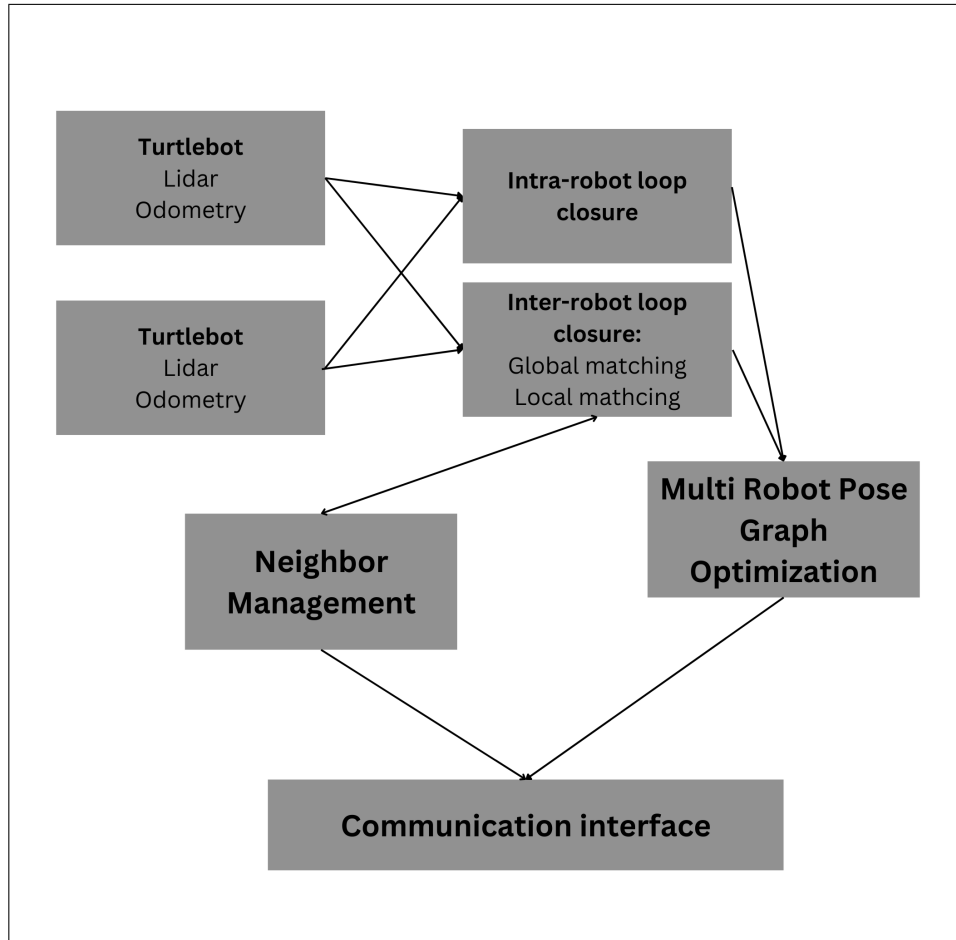 Turtlebot
Lidar
Odometry
Intra-robot loop
closure
Turtlebot
Lidar
Odometry
Inter-robot loop
closure:
Global matching
Local mathcing
Neighbor
Management
Multi Robot Pose
Graph
Optimization
Communication interface